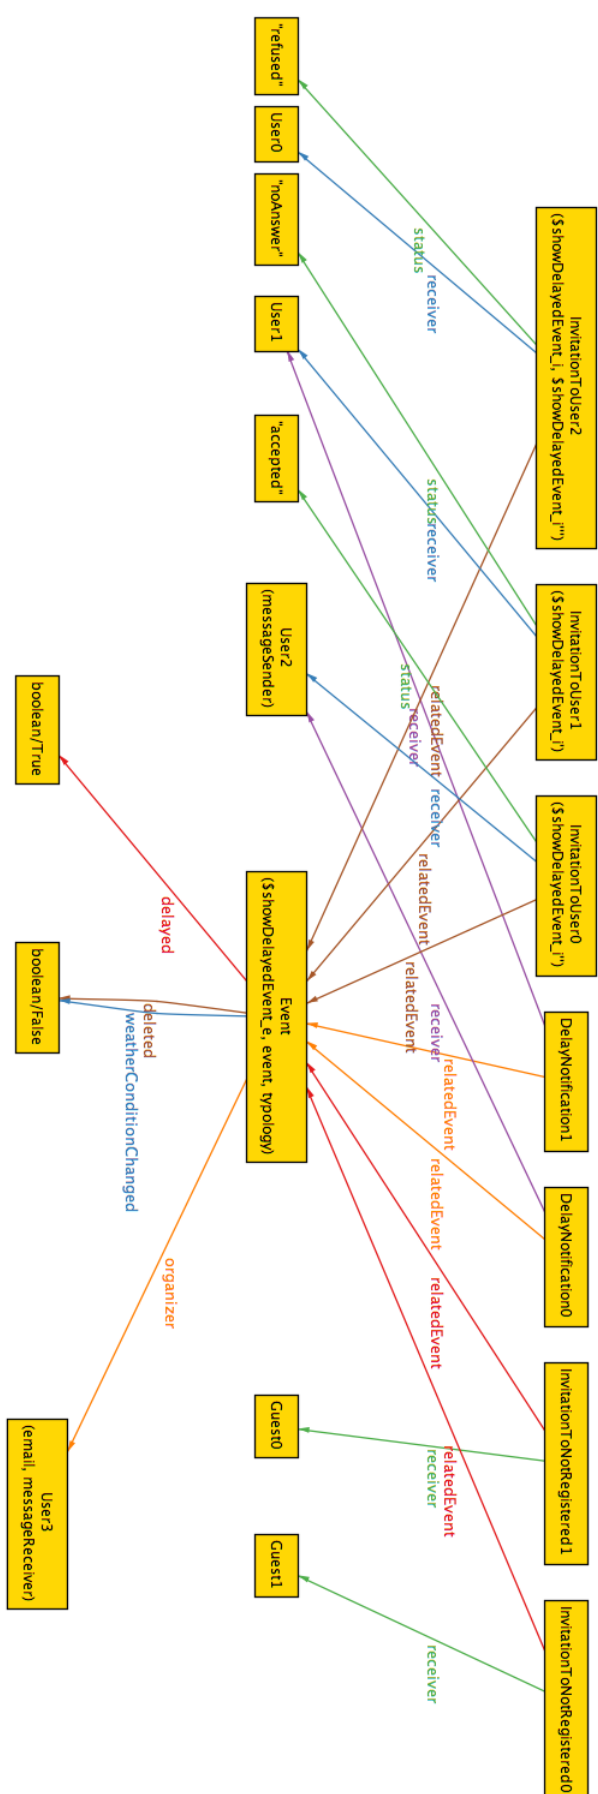 InvitationToUser2
($showDelayedEvent_i, $showDelayedEvent_i''')
InvitationToUser1
($showDelayedEvent_i')
InvitationToUser0
($showDelayedEvent_i'')
DelayNotification1
DelayNotification0
InvitationToNotRegistered1
InvitationToNotRegistered0
status
receiver
status
receiver
relatedEvent
status
receiver
receiver
relatedEvent
relatedEvent
receiver
relatedEvent
relatedEvent
relatedEvent
relatedEvent
receiver
receiver
"refused"
User0
"noAnswer"
User1
"accepted"
User2
(messageSender)
Event
($showDelayedEvent_e, event, typology)
Guest0
Guest1
delayed
deleted
weatherConditionChanged
organizer
boolean/True
boolean/False
User3
(email, messageReceiver)